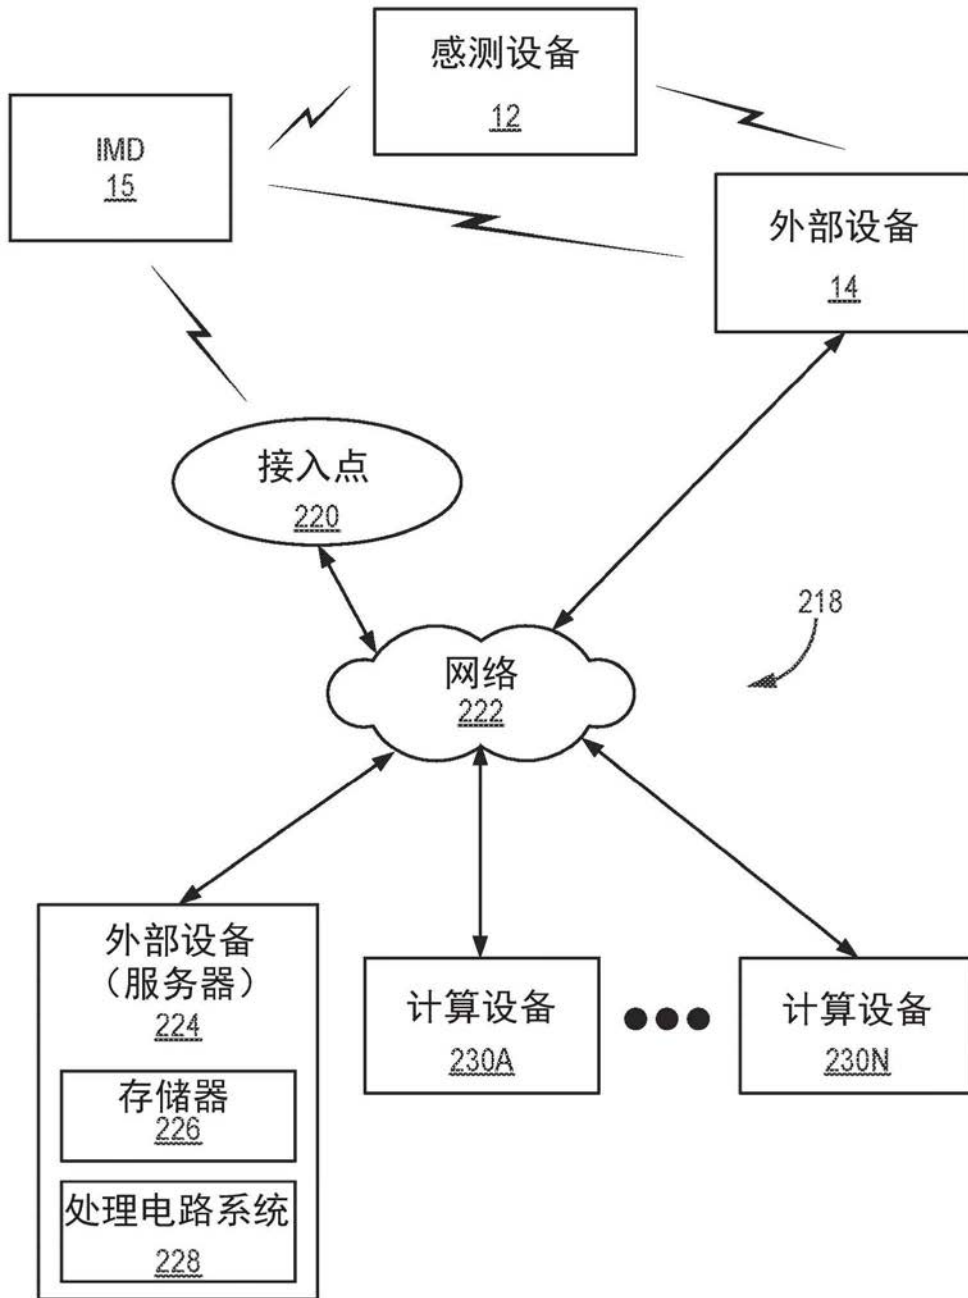 感测设备
12
IMD
15
外部设备
14
接入点
220
218
网络
222
外部设备
（服务器）
224
存储器
226
处理电路系统
228
计算设备
230A
计算设备
230N